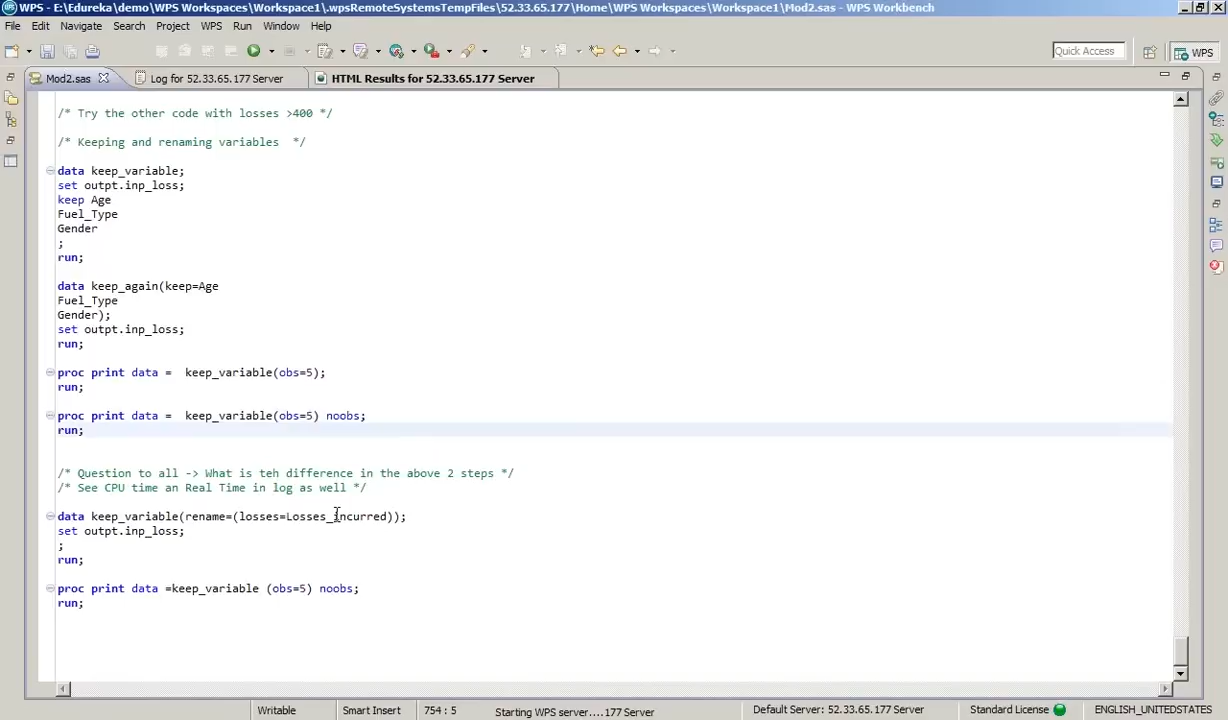 WPS - E:\Edureka\demo\WPS Workspaces\Workspace1\.wpsRemoteSystemsTempFiles\52.33.65.177\Home\WPS Workspaces\Workspace1\Mod2.sas - WPS Workbench
File Edit Navigate Search Project WPS Run Window Help
Quick Access
WPS
Mod2.sas
Log for 52.33.65.177 Server
HTML Results for 52.33.65.177 Server
/* Try the other code with losses >400 */
/* Keeping and renaming variables  */
data keep_variable;
set outpt.inp_loss;
keep Age
Fuel_Type
Gender
;
run;
data keep_again(keep=Age
Fuel_Type
Gender);
set outpt.inp_loss;
run;
proc print data =  keep_variable(obs=5);
run;
proc print data =  keep_variable(obs=5) noobs;
run;
/* Question to all -> What is teh difference in the above 2 steps */
/* See CPU time an Real Time in log as well */
data keep_variable(rename=(losses=Losses_incurred));
set outpt.inp_loss;
;
run;
proc print data =keep_variable (obs=5) noobs;
run;
Writable
Smart Insert
754 : 5
Starting WPS server....177 Server
Default Server: 52.33.65.177 Server
Standard License
ENGLISH_UNITEDSTATES